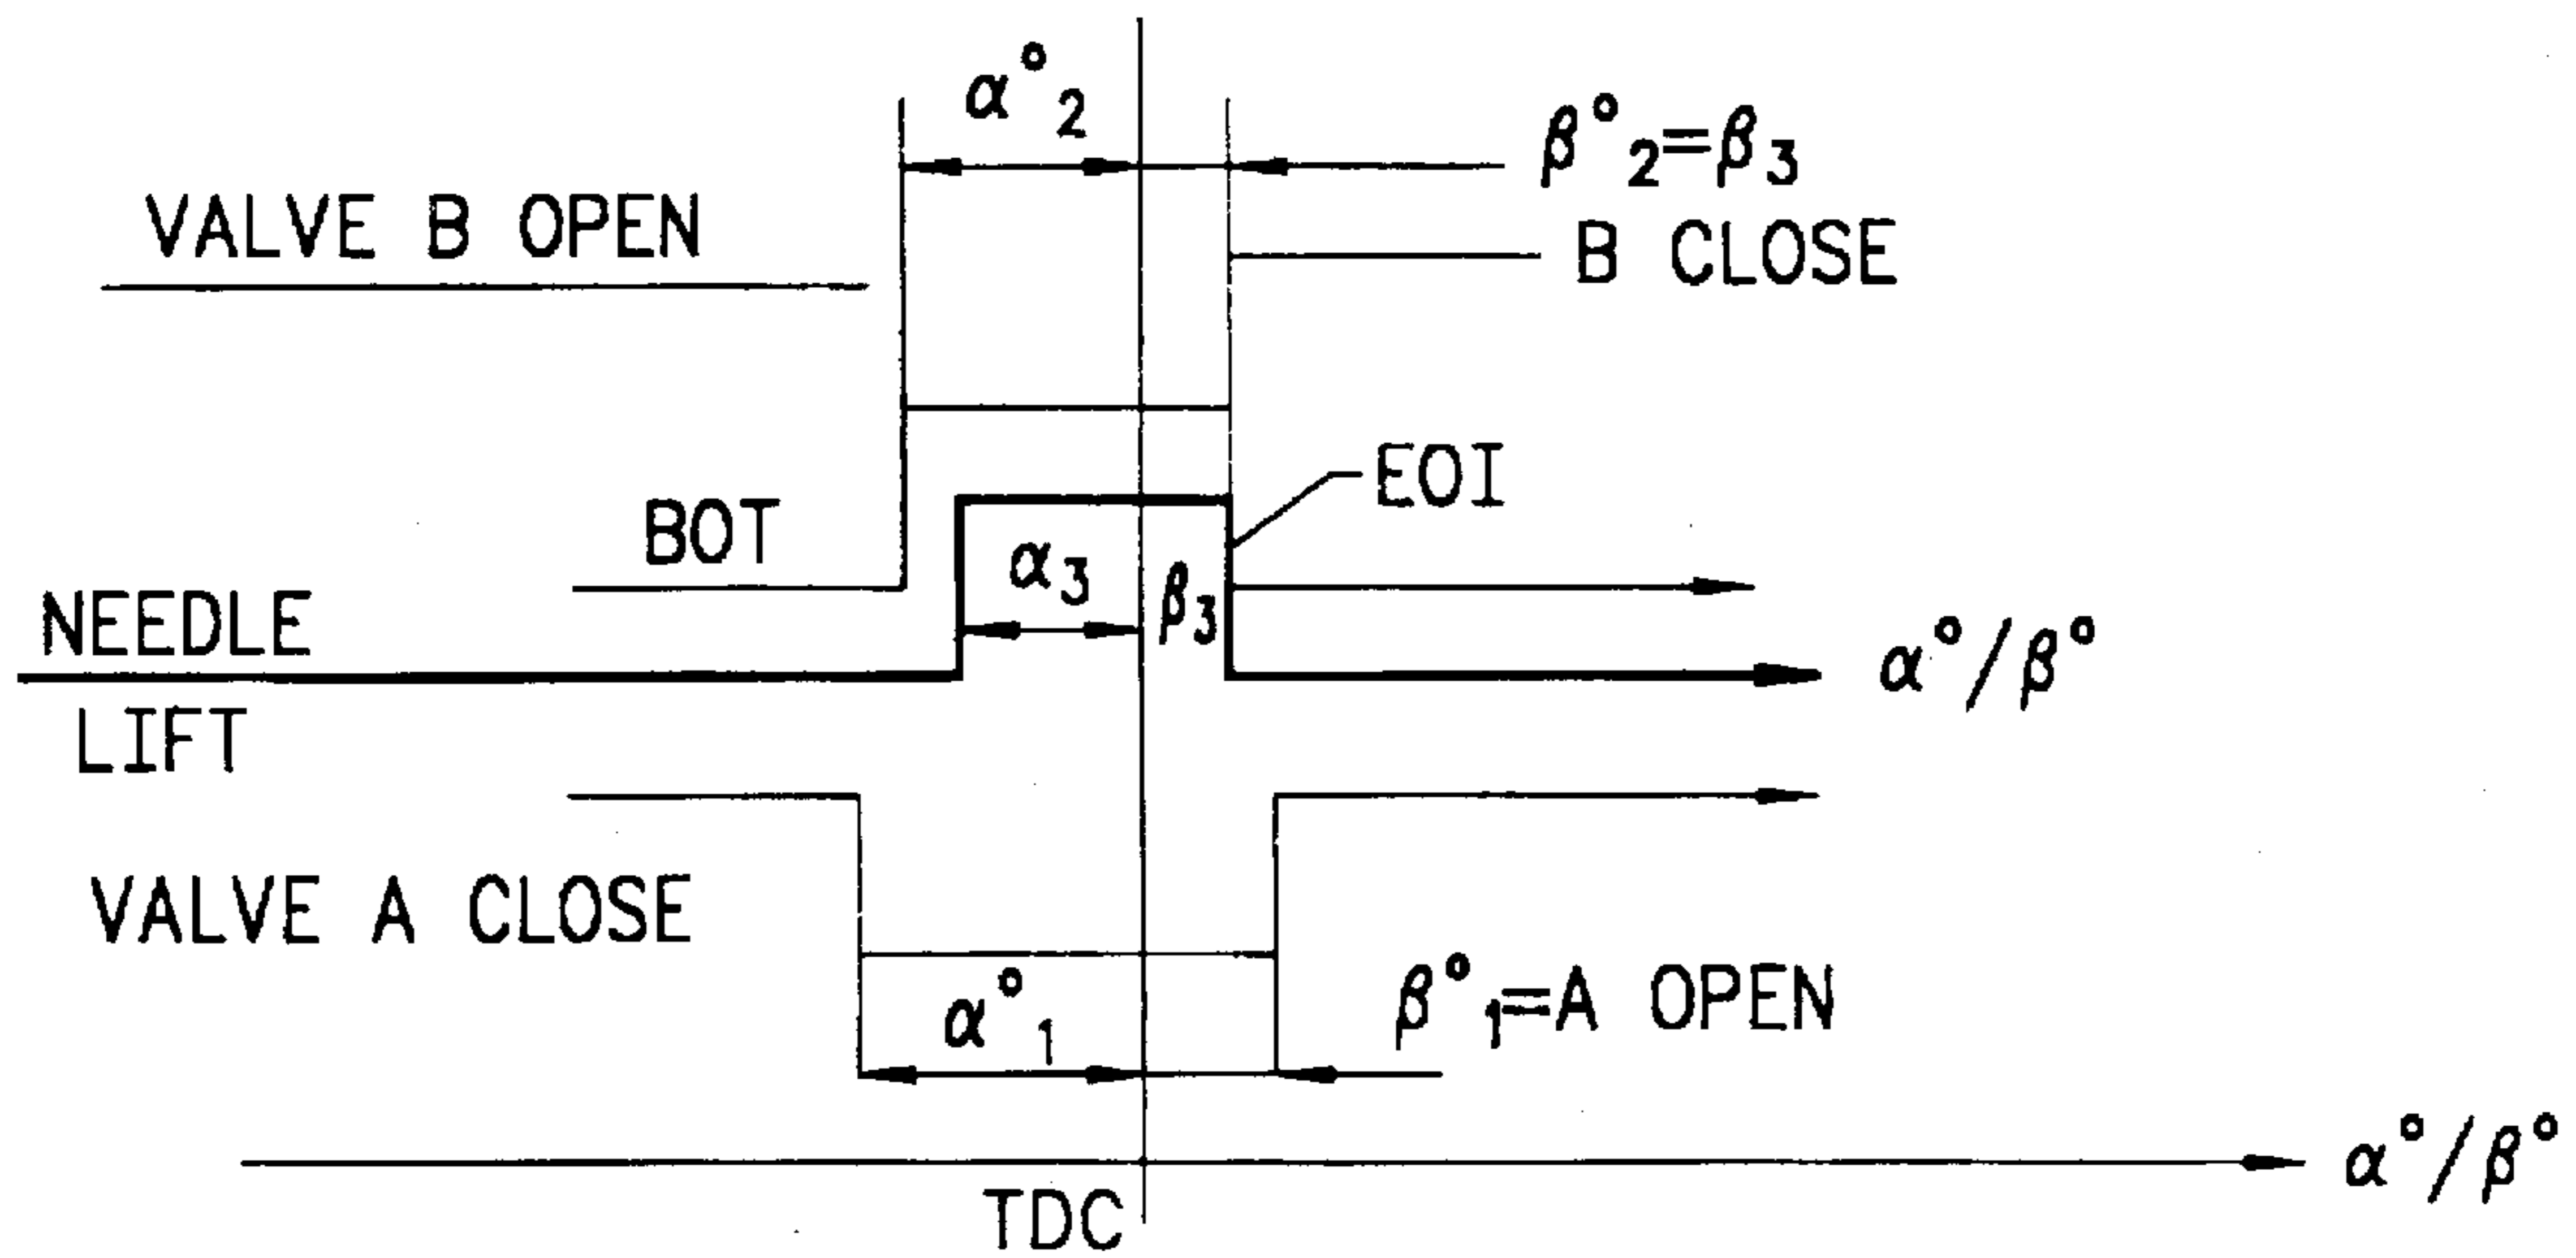 α°2
β°2=β3
VALVE B OPEN
B CLOSE
EOI
BOT
α3
β3
NEEDLE
LIFT
α°/β°
VALVE A CLOSE
α°1
β°1=A OPEN
α°/β°
TDC